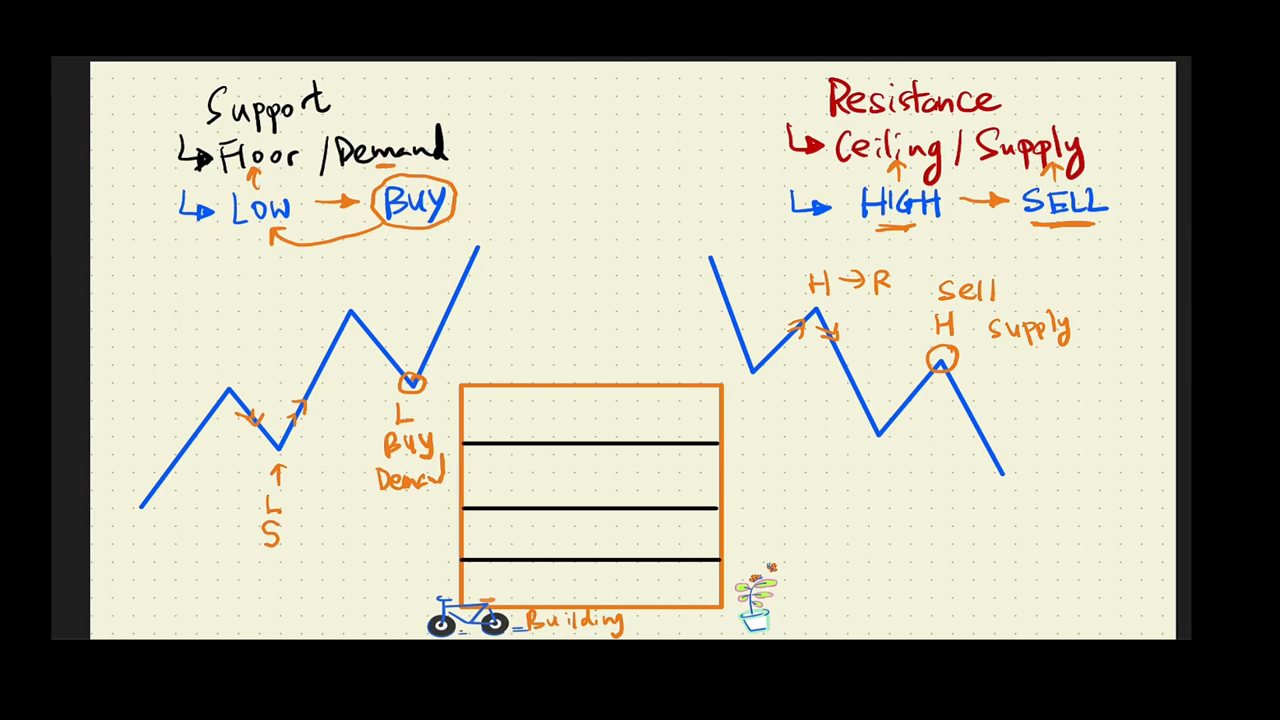 Support
Floor / Demand
Low BUY
Resistance
Ceiling / Supply
HIGH SELL
L
S
L
BUY
Demand
H → R
Sell
H Supply
Building